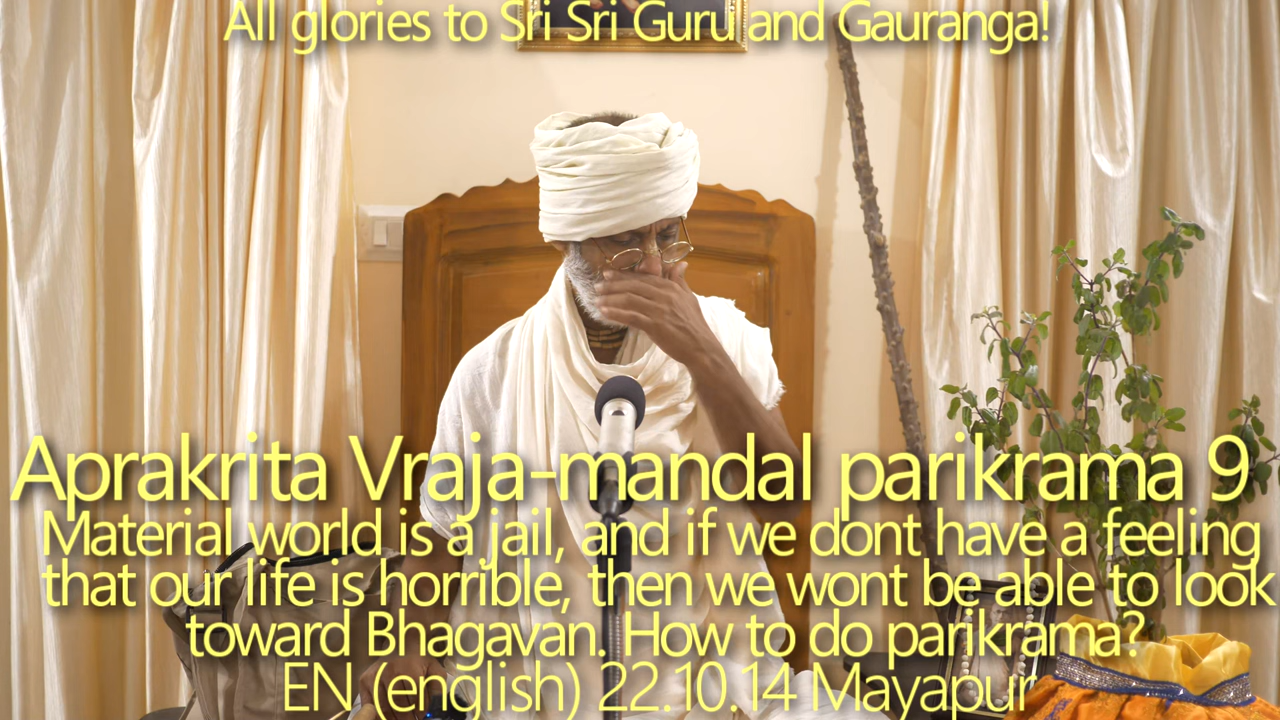 All glories to Sri Sri Guru and Gauranga!
Aprakrita Vraja-mandal parikrama 9
Material world is a jail, and if we dont have a feeling
that our life is horrible, then we wont be able to look
toward Bhagavan. How to do parikrama?
EN (english) 22.10.14 Mayapur